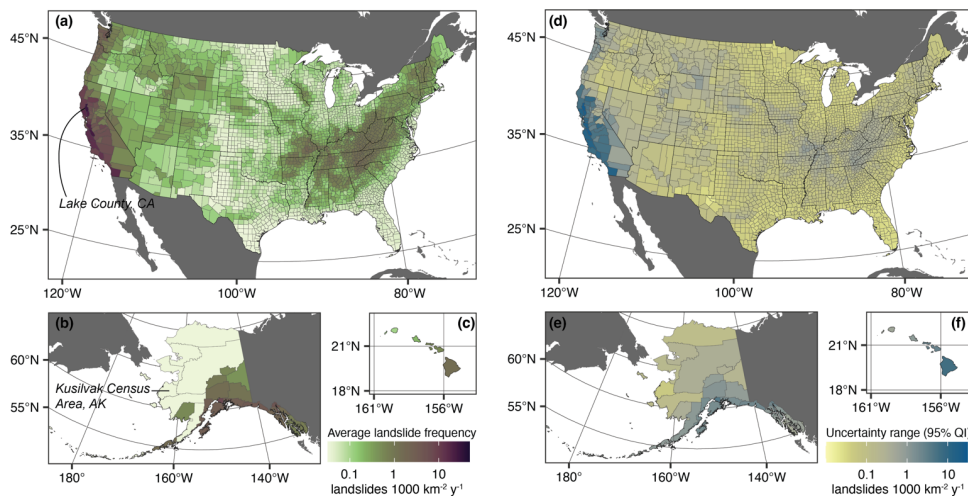 (a)
45°N
35°N
25°N
Lake County, CA
120°W
100°W
80°W
(d)
45°N
35°N
25°N
120°W
100°W
80°W
(b)
60°N
55°N
Kusilvak Census
Area, AK
180°
160°W
140°W
(c)
21°N
18°N
161°W
156°W
Average landslide frequency
0.1
1
10
landslides 1000 km⁻² y⁻¹
(e)
60°N
55°N
180°
160°W
140°W
(f)
21°N
18°N
161°W
156°W
Uncertainty range (95% QI)
0.1
1
10
landslides 1000 km⁻² y⁻¹